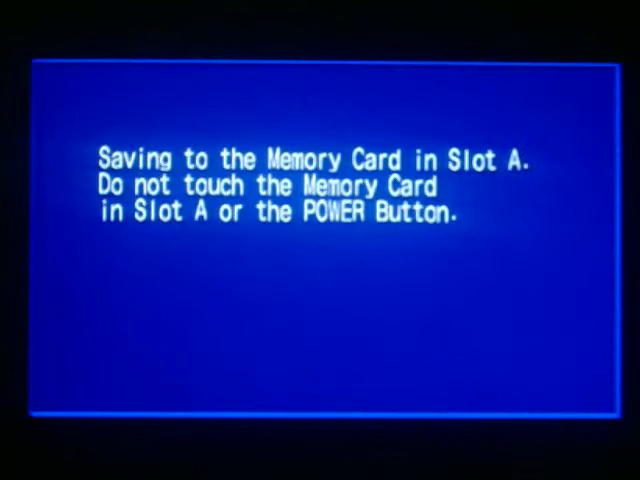 Saving to the Memory Card in Slot A.
Do not touch the Memory Card
in Slot A or the POWER Button.